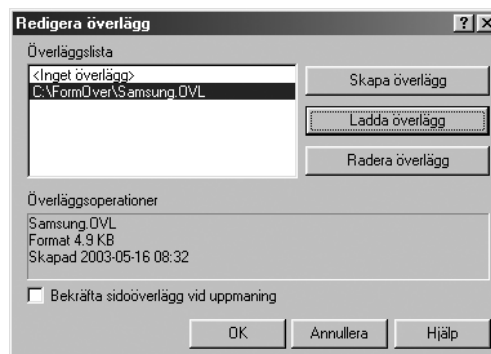 Redigera överlägg
Överläggslista
<Inget överlägg>
C:\FormOver\Samsung.OVL
Skapa överlägg
Ladda överlägg
Radera överlägg
Överläggsoperationer
Samsung.OVL
Format 4.9 KB
Skapad 2003-05-16 08:32
Bekräfta sidoöverlägg vid uppmaning
OK
Annullera
Hjälp